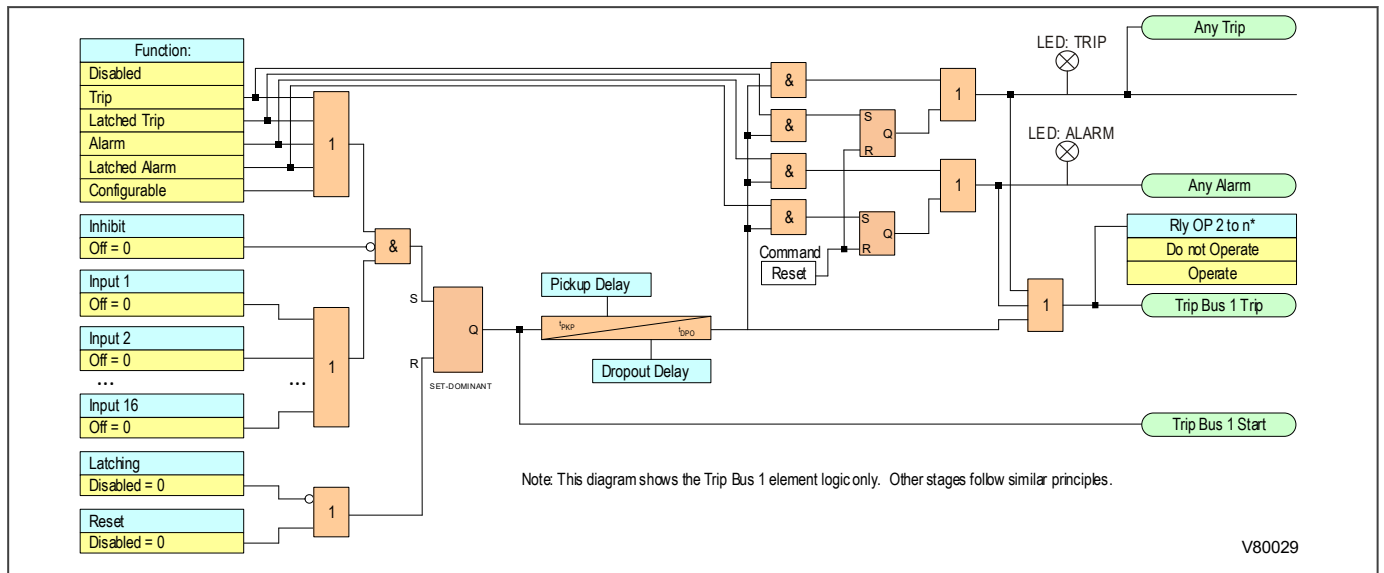 Function:
Disabled
Trip
Latched Trip
Alarm
Latched Alarm
Configurable
1
Inhibit
Off = 0
&
Input 1
Off = 0
Input 2
Off = 0
...
...
Input 16
Off = 0
1
Latching
Disabled = 0
Reset
Disabled = 0
1
S
Q
R
SET-DOMINANT
Pickup Delay
tPKP
tDPO
Dropout Delay
&
&
S
Q
R
&
&
S
Q
R
Command
Reset
1
1
LED: TRIP
LED: ALARM
1
Any Trip
Any Alarm
Rly OP 2 to n*
Do not Operate
Operate
Trip Bus 1 Trip
Trip Bus 1 Start
Note: This diagram shows the Trip Bus 1 element logic only. Other stages follow similar principles.
V80029